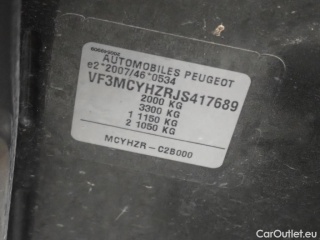 AUTOMOBILES PEUGEOT
e2*2007/46*0534
VF3MCYHZRJS417689
2000 KG
3300 KG
1 1150 KG
2 1050 KG
MCYHZR-C2B000
CarOutlet.eu